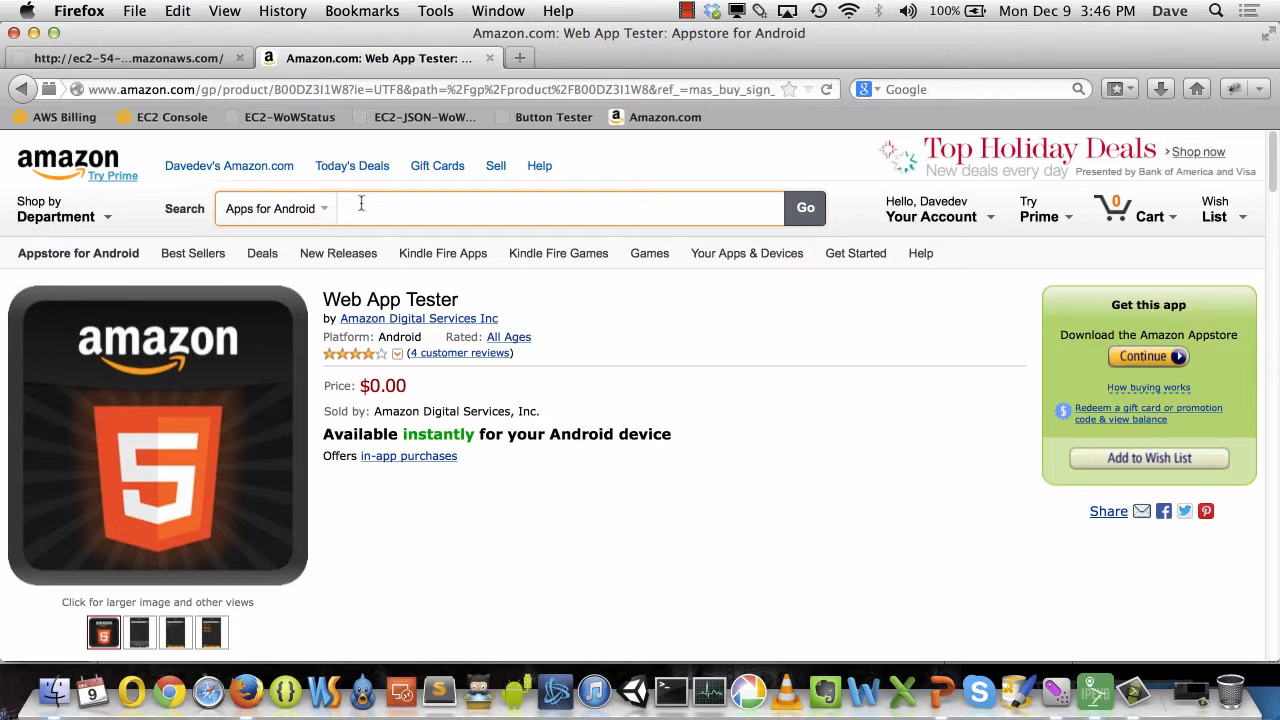 Firefox File Edit View History Bookmarks Tools Window Help 100% Mon Dec 9 3:46 PM Dave
Amazon.com: Web App Tester: Appstore for Android
http://ec2-54-...mazonaws.com/ Amazon.com: Web App Tester: ...
www.amazon.com/gp/product/B00DZ3I1W8?ie=UTF8&path=%2Fgp%2Fproduct%2FB00DZ3I1W8&ref_=mas_buy_sign_ Google
AWS Billing EC2 Console EC2-WoWStatus EC2-JSON-WoW... Button Tester Amazon.com
amazon
Try Prime
Davedev's Amazon.com Today's Deals Gift Cards Sell Help
Top Holiday Deals > Shop now
New deals every day Presented by Bank of America and Visa
Shop by
Department
Search Apps for Android Go
Hello, Davedev
Your Account
Try
Prime
0
Cart
Wish
List
Appstore for Android Best Sellers Deals New Releases Kindle Fire Apps Kindle Fire Games Games Your Apps & Devices Get Started Help
amazon
5
Click for larger image and other views
Web App Tester
by Amazon Digital Services Inc
Platform: Android Rated: All Ages
(4 customer reviews)
Price: $0.00
Sold by: Amazon Digital Services, Inc.
Available instantly for your Android device
Offers in-app purchases
Get this app
Download the Amazon Appstore
Continue
How buying works
Redeem a gift card or promotion
code & view balance
Add to Wish List
Share